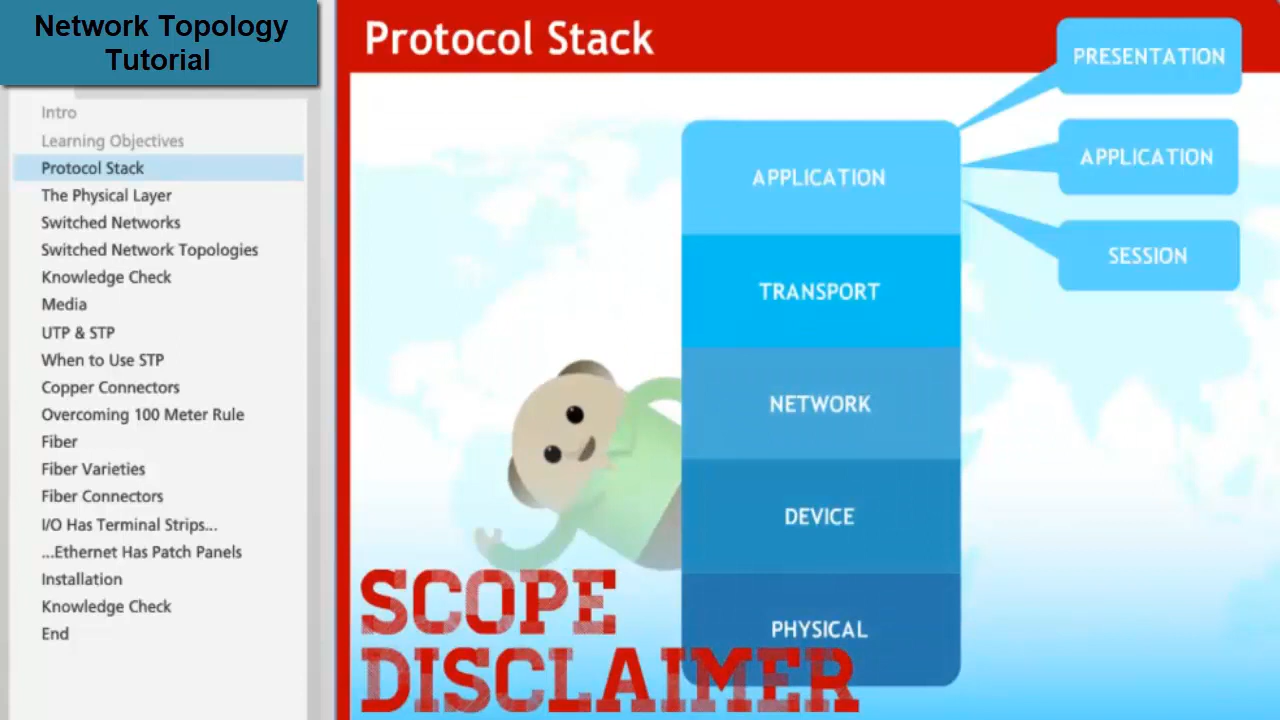 Network Topology
Tutorial
Intro
Learning Objectives
Protocol Stack
The Physical Layer
Switched Networks
Switched Network Topologies
Knowledge Check
Media
UTP & STP
When to Use STP
Copper Connectors
Overcoming 100 Meter Rule
Fiber
Fiber Varieties
Fiber Connectors
I/O Has Terminal Strips...
...Ethernet Has Patch Panels
Installation
Knowledge Check
End
Protocol Stack
PRESENTATION
APPLICATION
SESSION
APPLICATION
TRANSPORT
NETWORK
DEVICE
PHYSICAL
SCOPE
DISCLAIMER